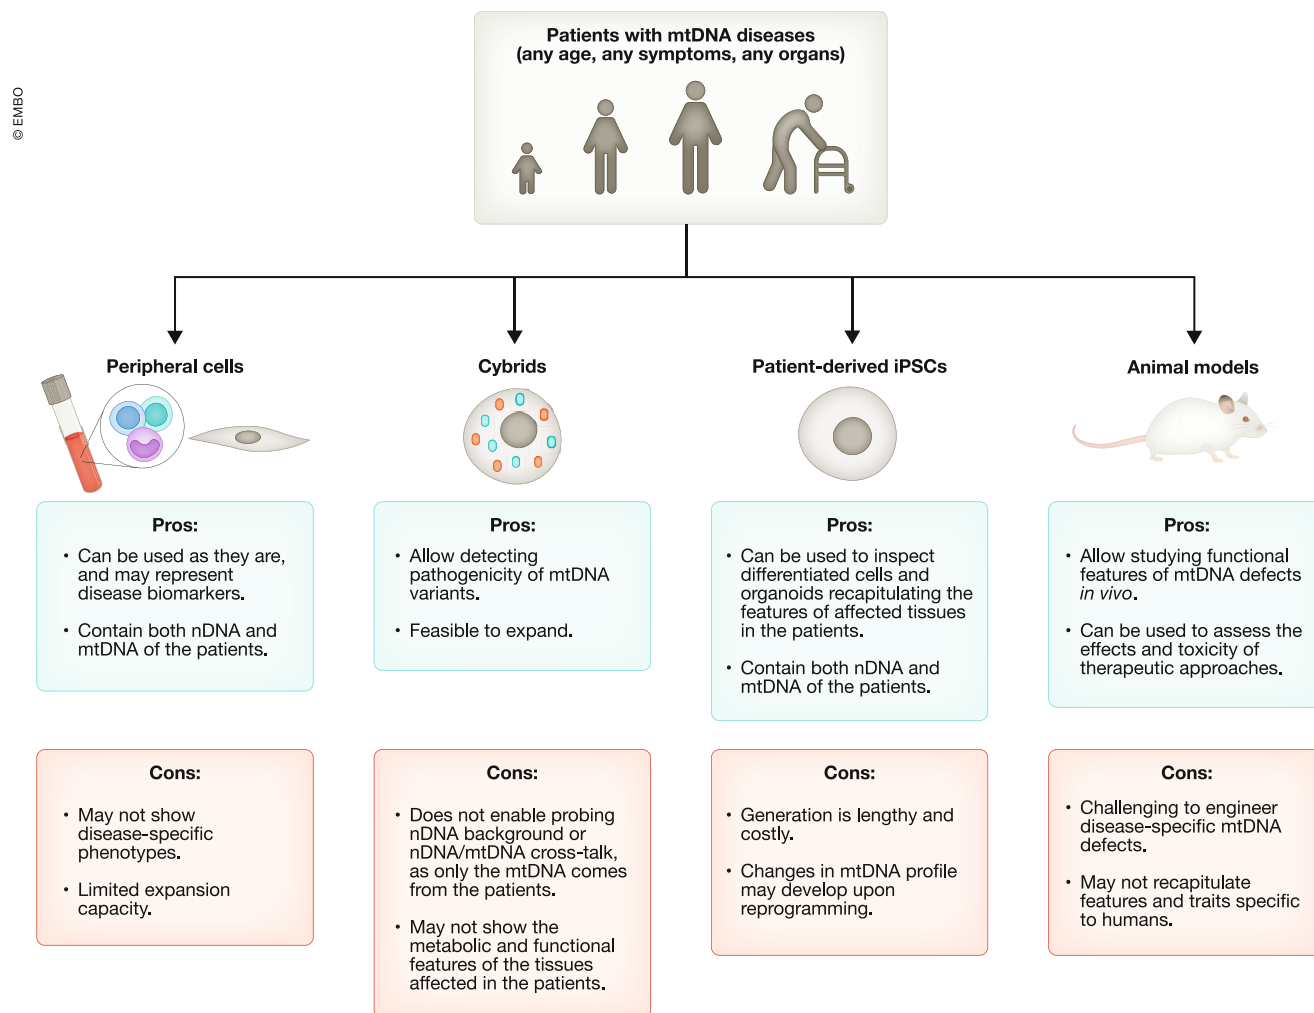 © EMBO
Patients with mtDNA diseases
(any age, any symptoms, any organs)
Peripheral cells
Pros:
• Can be used as they are,
and may represent
disease biomarkers.
• Contain both nDNA and
mtDNA of the patients.
Cons:
• May not show
disease-specific
phenotypes.
• Limited expansion
capacity.
Cybrids
Pros:
• Allow detecting
pathogenicity of mtDNA
variants.
• Feasible to expand.
Cons:
• Does not enable probing
nDNA background or
nDNA/mtDNA cross-talk,
as only the mtDNA comes
from the patients.
• May not show the
metabolic and functional
features of the tissues
affected in the patients.
Patient-derived iPSCs
Pros:
• Can be used to inspect
differentiated cells and
organoids recapitulating the
features of affected tissues
in the patients.
• Contain both nDNA and
mtDNA of the patients.
Cons:
• Generation is lengthy and
costly.
• Changes in mtDNA profile
may develop upon
reprogramming.
Animal models
Pros:
• Allow studying functional
features of mtDNA defects
in vivo.
• Can be used to assess the
effects and toxicity of
therapeutic approaches.
Cons:
• Challenging to engineer
disease-specific mtDNA
defects.
• May not recapitulate
features and traits specific
to humans.